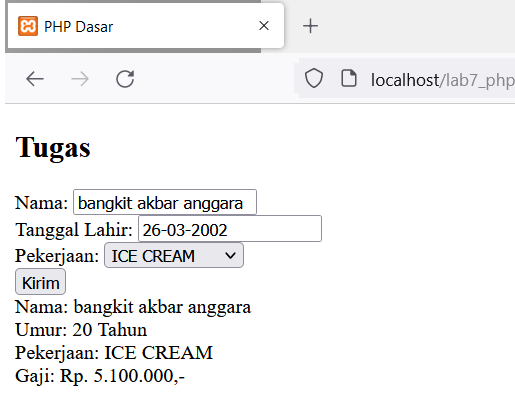 PHP Dasar
localhost/lab7_php
Tugas
Nama: bangkit akbar anggara
Tanggal Lahir: 26-03-2002
Pekerjaan: ICE CREAM
Kirim
Nama: bangkit akbar anggara
Umur: 20 Tahun
Pekerjaan: ICE CREAM
Gaji: Rp. 5.100.000,-